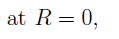 at R = 0,